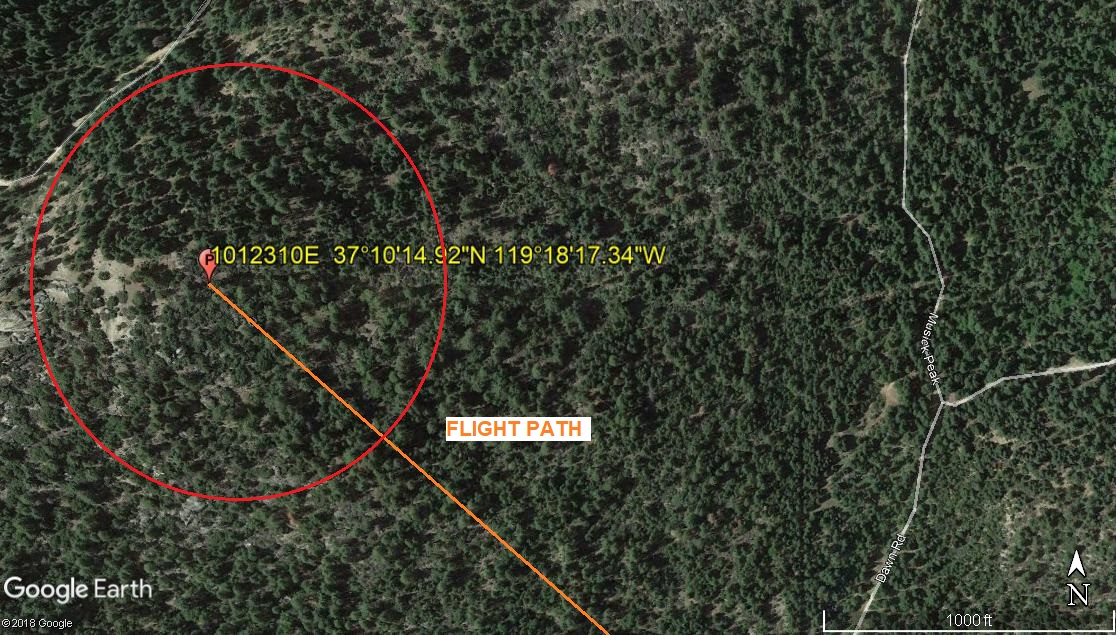 P
1012310E 37°10'14.92"N 119°18'17.34"W
Musick Peak
FLIGHT PATH
Dawn Rd
Google Earth
N
©2018 Google
1000 ft